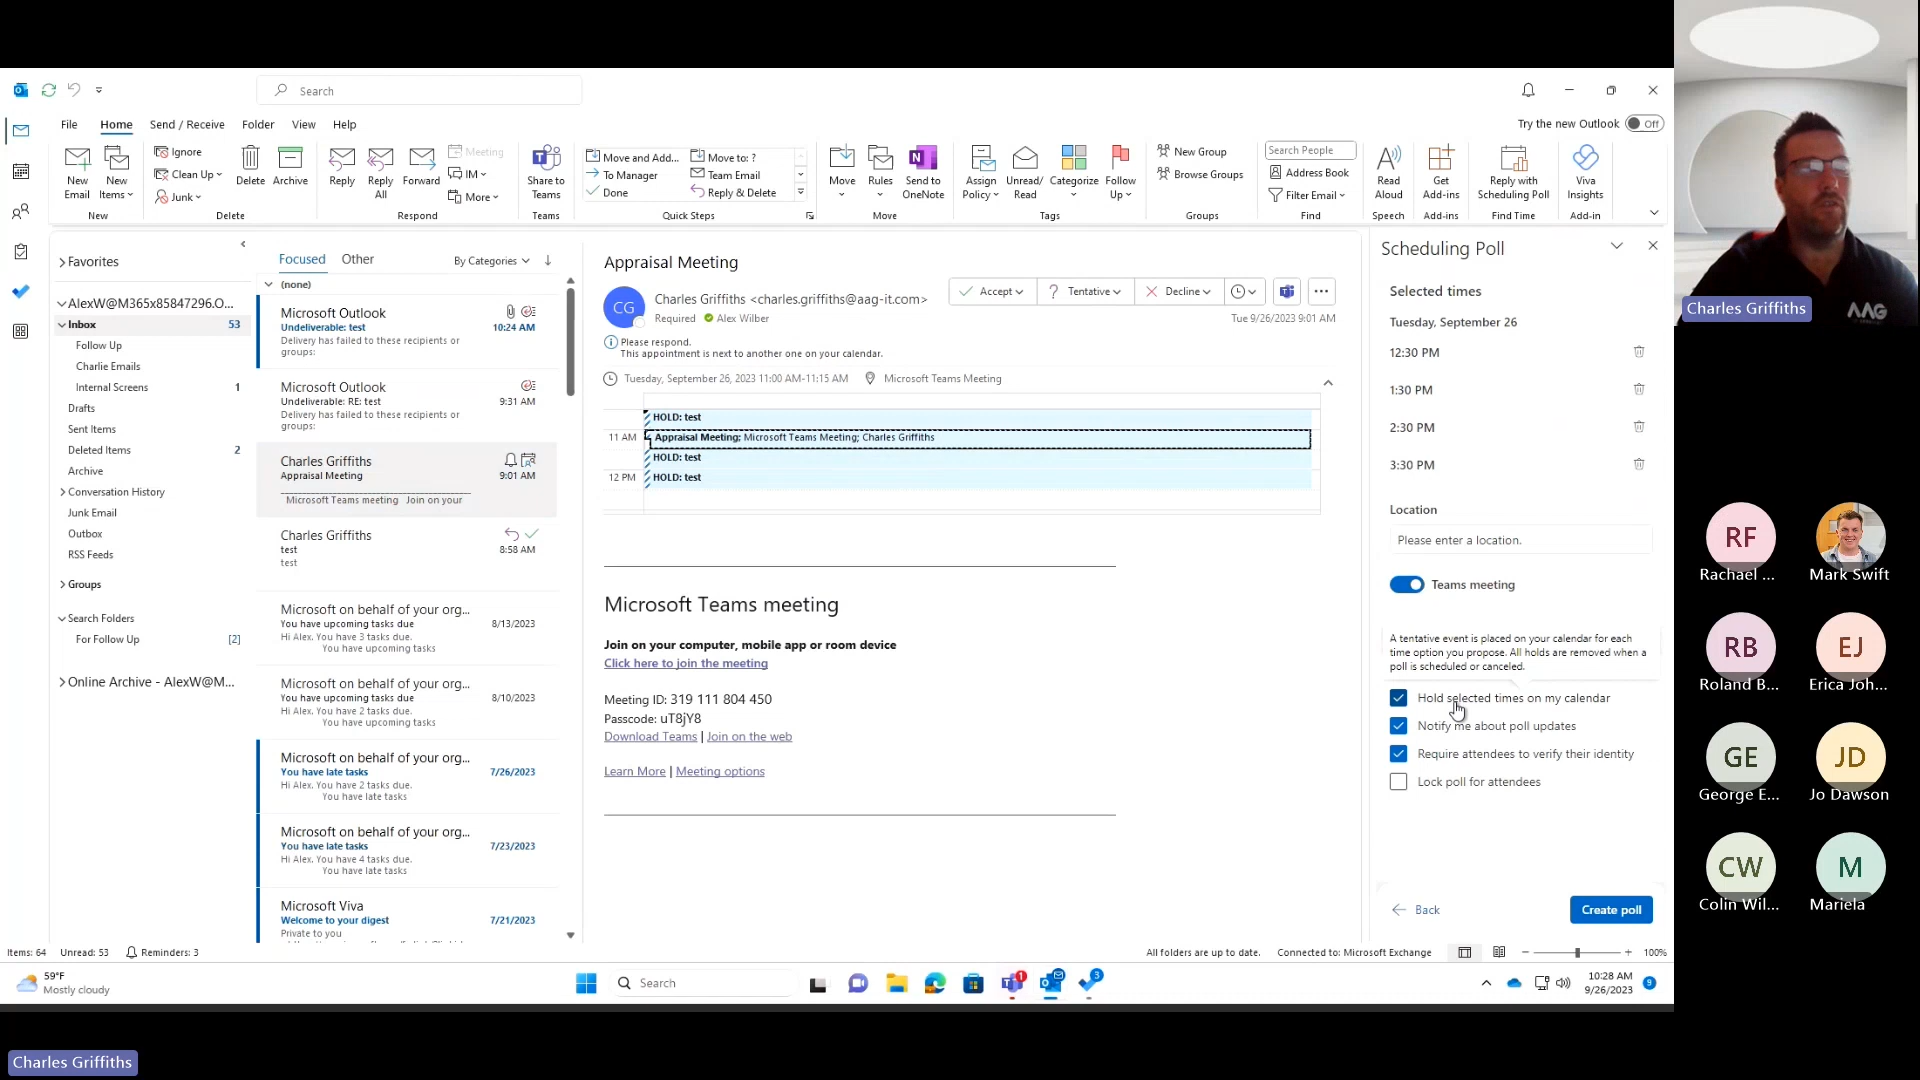 Search
File Home Send / Receive Folder View Help
Try the new Outlook Off
New Email
New Items
New
Ignore
Clean Up
Junk
Delete
Archive
Delete
Reply
Reply All
Forward
Meeting
IM
More
Respond
Share to Teams
Teams
Move and Add...
To Manager
Done
Move to: ?
Team Email
Reply & Delete
Quick Steps
Move
Rules
Send to OneNote
Move
Assign Policy
Unread/ Read
Categorize
Follow Up
Tags
New Group
Browse Groups
Groups
Search People
Address Book
Filter Email
Find
Read Aloud
Speech
Get Add-ins
Add-ins
Reply with Scheduling Poll
Find Time
Viva Insights
Add-in
Favorites
AlexW@M365x85847296.O...
Inbox 53
Follow Up
Charlie Emails
Internal Screens 1
Drafts
Sent Items
Deleted Items 2
Archive
Conversation History
Junk Email
Outbox
RSS Feeds
Groups
Search Folders
For Follow Up [2]
Online Archive - AlexW@M...
Focused Other By Categories
(none)
Microsoft Outlook
Undeliverable: test 10:24 AM
Delivery has failed to these recipients or
groups:
Microsoft Outlook
Undeliverable: RE: test 9:31 AM
Delivery has failed to these recipients or
groups:
Charles Griffiths
Appraisal Meeting 9:01 AM
Microsoft Teams meeting Join on your
Charles Griffiths
test 8:58 AM
test
Microsoft on behalf of your org...
You have upcoming tasks due 8/13/2023
Hi Alex. You have 3 tasks due.
You have upcoming tasks
Microsoft on behalf of your org...
You have upcoming tasks due 8/10/2023
Hi Alex. You have 2 tasks due.
You have upcoming tasks
Microsoft on behalf of your org...
You have late tasks 7/26/2023
Hi Alex. You have 2 tasks due.
You have late tasks
Microsoft on behalf of your org...
You have late tasks 7/23/2023
Hi Alex. You have 4 tasks due.
You have late tasks
Microsoft Viva
Welcome to your digest 7/21/2023
Private to you
Appraisal Meeting
CG
Charles Griffiths <charles.griffiths@aag-it.com>
Required Alex Wilber
Accept ? Tentative Decline
Tue 9/26/2023 9:01 AM
Please respond.
This appointment is next to another one on your calendar.
Tuesday, September 26, 2023 11:00 AM-11:15 AM Microsoft Teams Meeting
HOLD: test
11 AM Appraisal Meeting; Microsoft Teams Meeting; Charles Griffiths
HOLD: test
12 PM HOLD: test
Microsoft Teams meeting
Join on your computer, mobile app or room device
Click here to join the meeting
Meeting ID: 319 111 804 450
Passcode: uT8jY8
Download Teams | Join on the web
Learn More | Meeting options
Scheduling Poll
Selected times
Tuesday, September 26
12:30 PM
1:30 PM
2:30 PM
3:30 PM
Location
Please enter a location.
Teams meeting
A tentative event is placed on your calendar for each
time option you propose. All holds are removed when a
poll is scheduled or canceled.
Hold selected times on my calendar
Notify me about poll updates
Require attendees to verify their identity
Lock poll for attendees
Back Create poll
Items: 64 Unread: 53 Reminders: 3
All folders are up to date. Connected to: Microsoft Exchange 100%
59°F
Mostly cloudy
Search
1
3
10:28 AM
9/26/2023
9
Charles Griffiths
AAG
RF
Rachael ...
Mark Swift
RB
Roland B...
EJ
Erica Joh...
GE
George E...
JD
Jo Dawson
CW
Colin Wil...
M
Mariela
Charles Griffiths